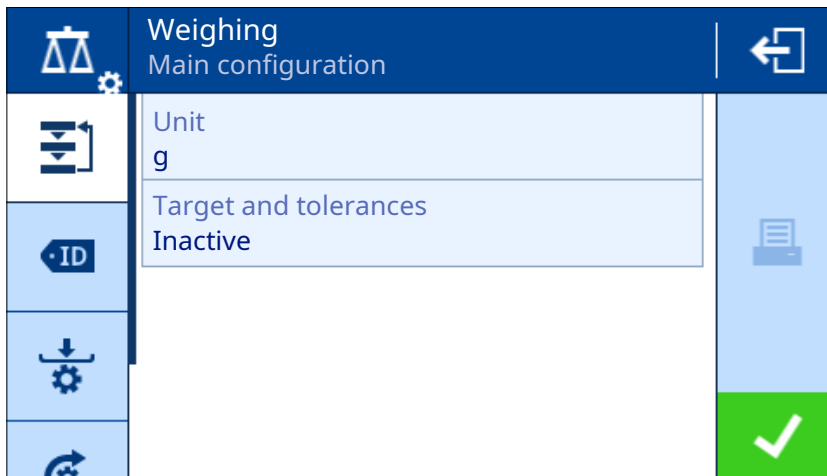 Weighing
Main configuration
Unit
g
Target and tolerances
Inactive
ID